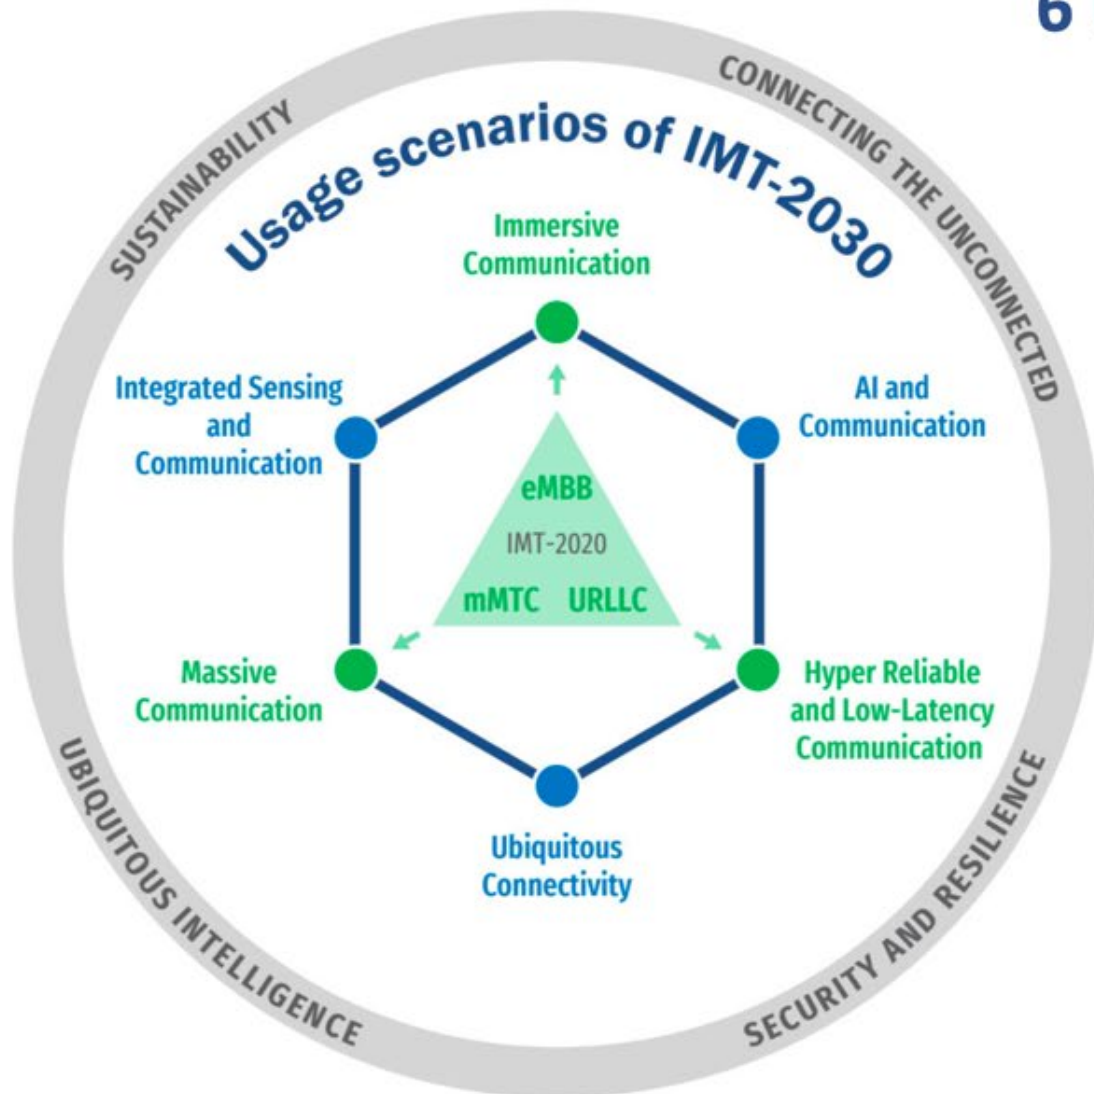 6
SUSTAINABILITY
CONNECTING THE UNCONNECTED
Usage scenarios of IMT-2030
Immersive
Communication
Integrated Sensing
and
Communication
AI and
Communication
eMBB
IMT-2020
mMTC URLLC
Massive
Communication
Hyper Reliable
and Low-Latency
Communication
Ubiquitous
Connectivity
UBIQUITOUS INTELLIGENCE
SECURITY AND RESILIENCE